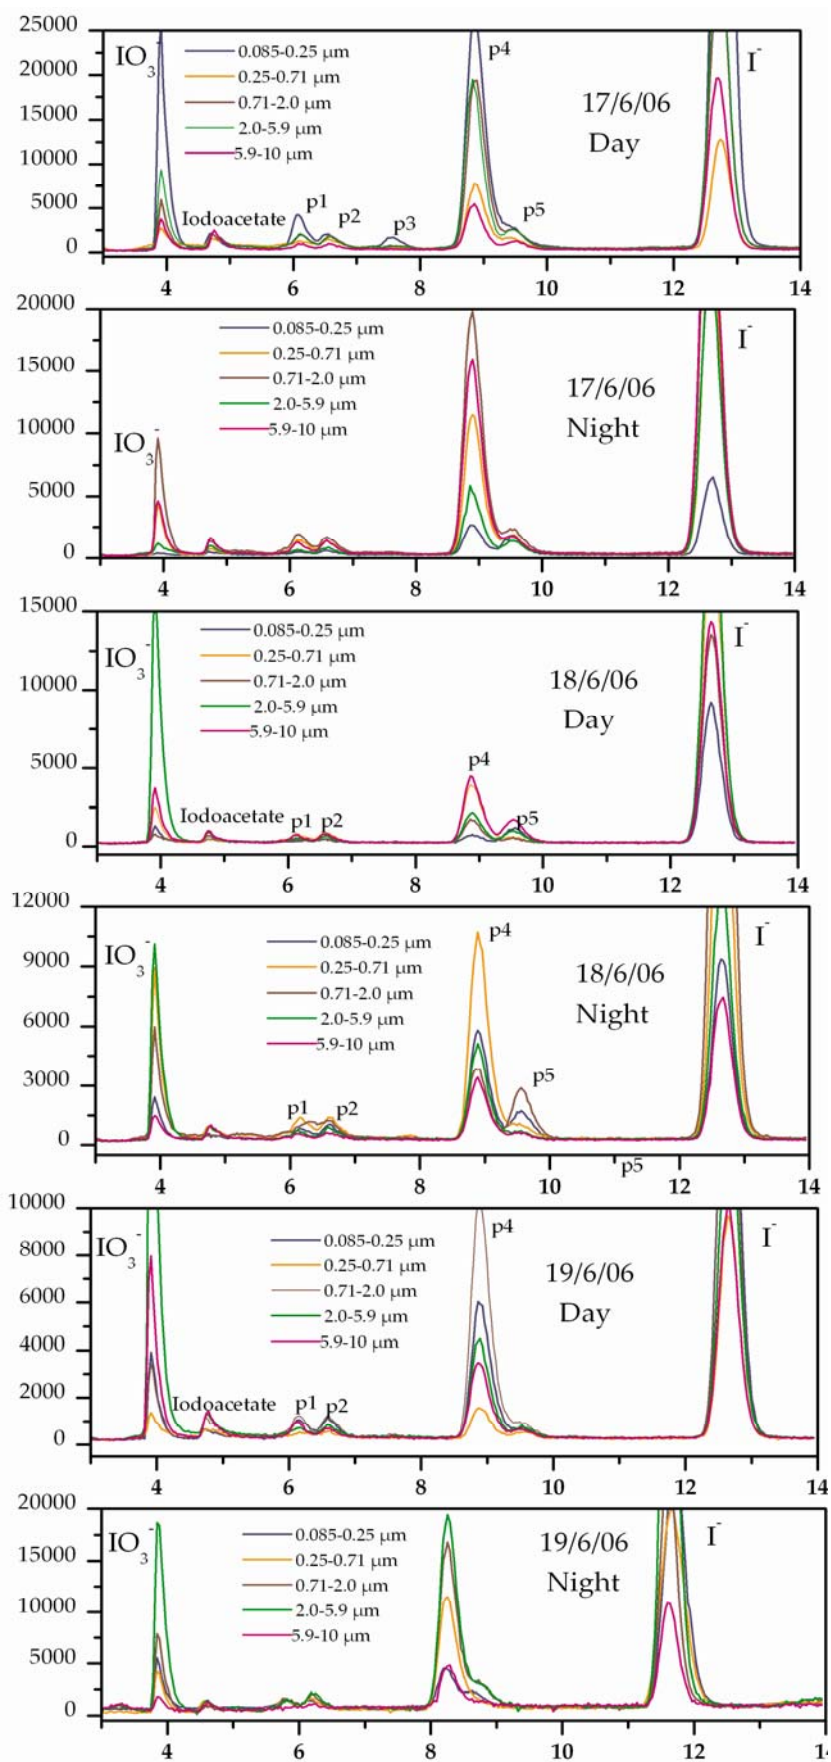 25000
20000
15000
10000
5000
0
IO3-
0.085-0.25 μm
0.25-0.71 μm
0.71-2.0 μm
2.0-5.9 μm
5.9-10 μm
p4
I-
17/6/06
Day
Iodoacetate
p1
p2
p3
p5
4 6 8 10 12 14
20000
15000
10000
5000
0
0.085-0.25 μm
0.25-0.71 μm
0.71-2.0 μm
2.0-5.9 μm
5.9-10 μm
I-
17/6/06
Night
IO3-
4 6 8 10 12 14
15000
10000
5000
0
IO3-
0.085-0.25 μm
0.25-0.71 μm
0.71-2.0 μm
2.0-5.9 μm
5.9-10 μm
I-
18/6/06
Day
p4
Iodoacetate
p1 p2
p5
4 6 8 10 12 14
12000
9000
6000
3000
0
IO3-
0.085-0.25 μm
0.25-0.71 μm
0.71-2.0 μm
2.0-5.9 μm
5.9-10 μm
p4
I-
18/6/06
Night
p5
p1 p2
4 6 8 10 12 14
p5
10000
8000
6000
4000
2000
0
IO3-
0.085-0.25 μm
0.25-0.71 μm
0.71-2.0 μm
2.0-5.9 μm
5.9-10 μm
p4
I-
19/6/06
Day
Iodoacetate
p1 p2
4 6 8 10 12 14
20000
15000
10000
5000
0
IO3-
0.085-0.25 μm
0.25-0.71 μm
0.71-2.0 μm
2.0-5.9 μm
5.9-10 μm
19/6/06
Night
I-
4 6 8 10 12 14